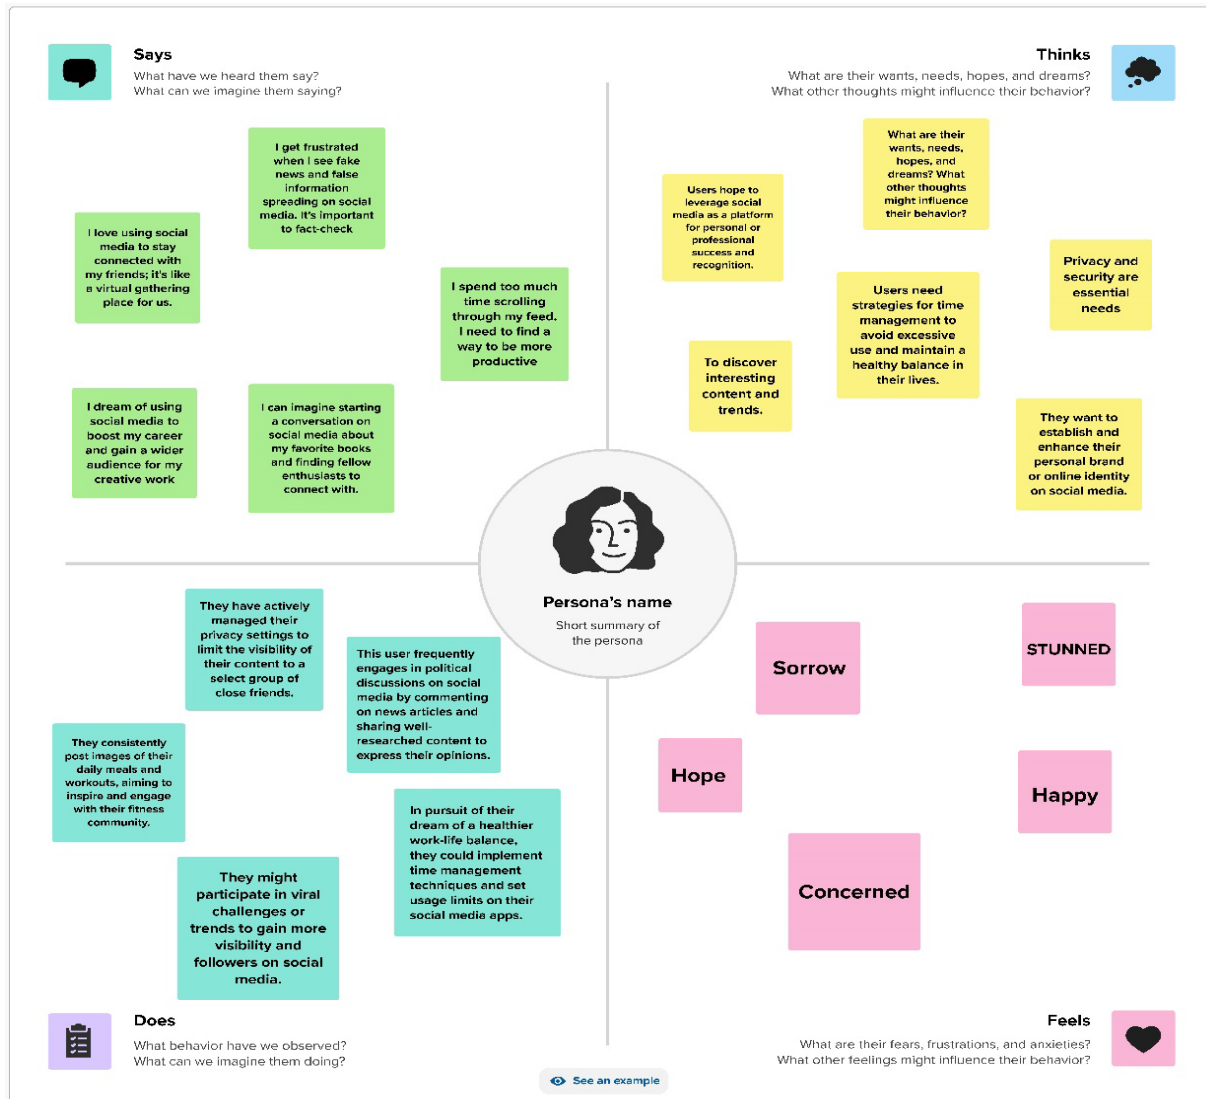 Says
What have we heard them say?
What can we imagine them saying?
Thinks
What are their wants, needs, hopes, and dreams?
What other thoughts might influence their behavior?
I get frustrated
when I see fake
news and false
information
spreading on social
media. It's important
to fact-check
I love using social
media to stay
connected with
my friends; it's like
a virtual gathering
place for us.
I spend too much
time scrolling
through my feed.
I need to find a
way to be more
productive
I dream of using
social media to
boost my career
and gain a wider
audience for my
creative work
I can imagine starting
a conversation on
social media about
my favorite books
and finding fellow
enthusiasts to
connect with.
What are their
wants, needs,
hopes, and
dreams? What
other thoughts
might influence
their behavior?
Users hope to
leverage social
media as a platform
for personal or
professional
success and
recognition.
Privacy and
security are
essential
needs
Users need
strategies for time
management to
avoid excessive
use and maintain a
healthy balance in
their lives.
To discover
interesting
content and
trends.
They want to
establish and
enhance their
personal brand
or online identity
on social media.
Persona's name
Short summary of
the persona
They have actively
managed their
privacy settings to
limit the visibility of
their content to a
select group of
close friends.
This user frequently
engages in political
discussions on social
media by commenting
on news articles and
sharing well-
researched content to
express their opinions.
They consistently
post images of their
daily meals and
workouts, aiming to
inspire and engage
with their fitness
community.
In pursuit of their
dream of a healthier
work-life balance,
they could implement
time management
techniques and set
usage limits on their
social media apps.
They might
participate in viral
challenges or
trends to gain more
visibility and
followers on social
media.
Sorrow
STUNNED
Hope
Happy
Concerned
Does
What behavior have we observed?
What can we imagine them doing?
Feels
What are their fears, frustrations, and anxieties?
What other feelings might influence their behavior?
See an example